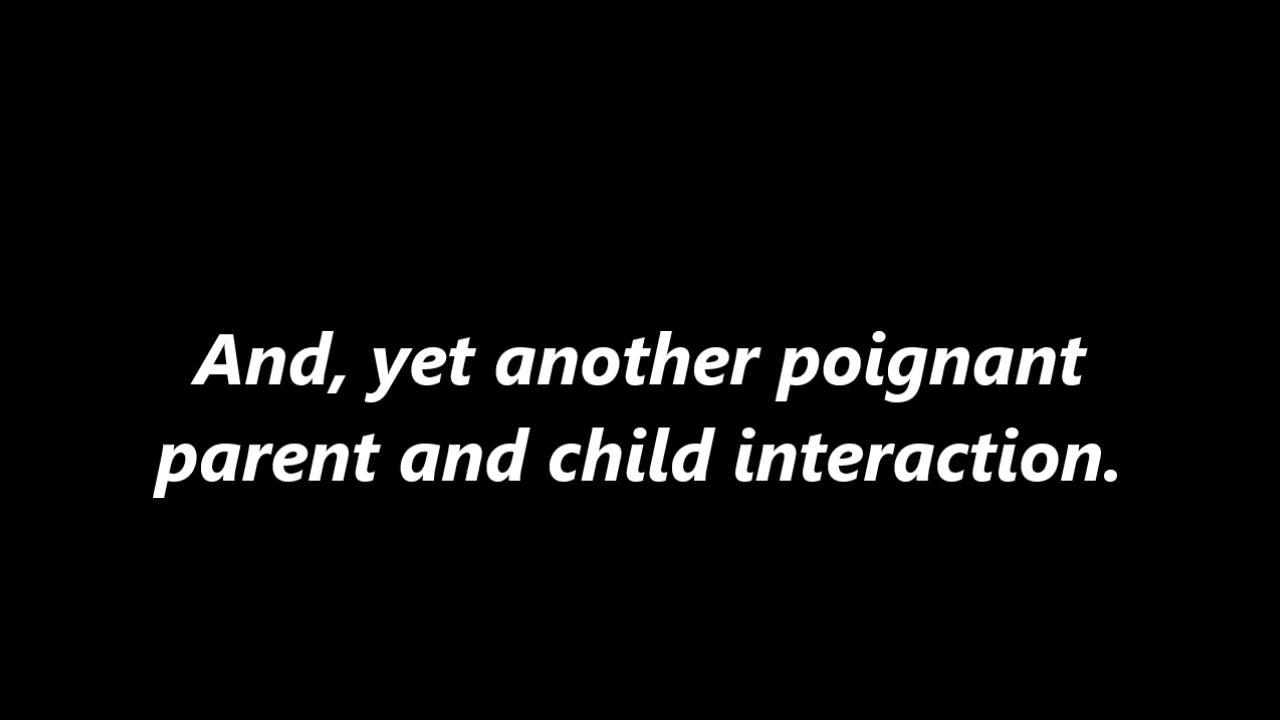 And, yet another poignant
parent and child interaction.